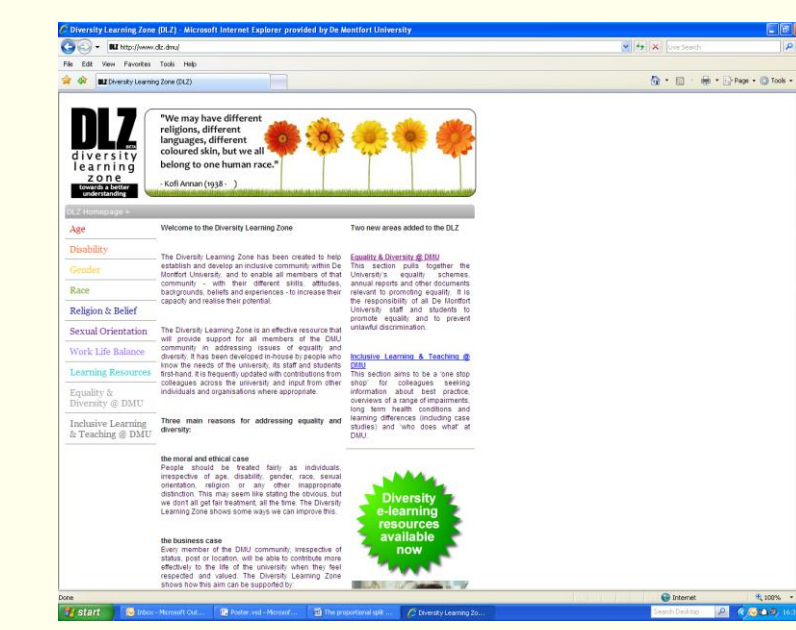 Diversity Learning Zone (DLZ) - Microsoft Internet Explorer provided by De Montfort University
DLZ http://www.dlz.dmu/
Live Search
File Edit View Favorites Tools Help
DLZ Diversity Learning Zone (DLZ)
Page Tools
DLZ
BETA
diversity
learning
zone
towards a better
understanding
"We may have different
religions, different
languages, different
coloured skin, but we all
belong to one human race."
- Kofi Annan (1938 - )
DLZ Homepage »
Age
Disability
Gender
Race
Religion & Belief
Sexual Orientation
Work Life Balance
Learning Resources
Equality &
Diversity @ DMU
Inclusive Learning
& Teaching @ DMU
Welcome to the Diversity Learning Zone
The Diversity Learning Zone has been created to help
establish and develop an inclusive community within De
Montfort University, and to enable all members of that
community - with their different skills, attitudes,
backgrounds, beliefs and experiences - to increase their
capacity and realise their potential.
The Diversity Learning Zone is an effective resource that
will provide support for all members of the DMU
community in addressing issues of equality and
diversity. It has been developed in-house by people who
know the needs of the university, its staff and students
first-hand. It is frequently updated with contributions from
colleagues across the university and input from other
individuals and organisations where appropriate.
Three main reasons for addressing equality and
diversity:
the moral and ethical case
People should be treated fairly as individuals,
irrespective of age, disability, gender, race, sexual
orientation, religion or any other inappropriate
distinction. This may seem like stating the obvious, but
we don't all get fair treatment, all the time. The Diversity
Learning Zone shows some ways we can improve this.
the business case
Every member of the DMU community, irrespective of
status, post or location, will be able to contribute more
effectively to the life of the university when they feel
respected and valued. The Diversity Learning Zone
shows how this aim can be supported by:
Two new areas added to the DLZ
Equality & Diversity @ DMU
This section pulls together the
University's equality schemes,
annual reports and other documents
relevant to promoting equality. It is
the responsibility of all De Montfort
University staff and students to
promote equality and to prevent
unlawful discrimination.
Inclusive Learning & Teaching @
DMU
This section aims to be a 'one stop
shop' for colleagues seeking
information about best practice,
overviews of a range of impairments,
long term health conditions and
learning differences (including case
studies) and 'who does what' at
DMU.
Diversity
e-learning
resources
available
now
Done
Internet
100%
start
Inbox - Microsoft Out...
Poster.vsd - Microsof...
The proportional split ...
Diversity Learning Zo...
Search Desktop